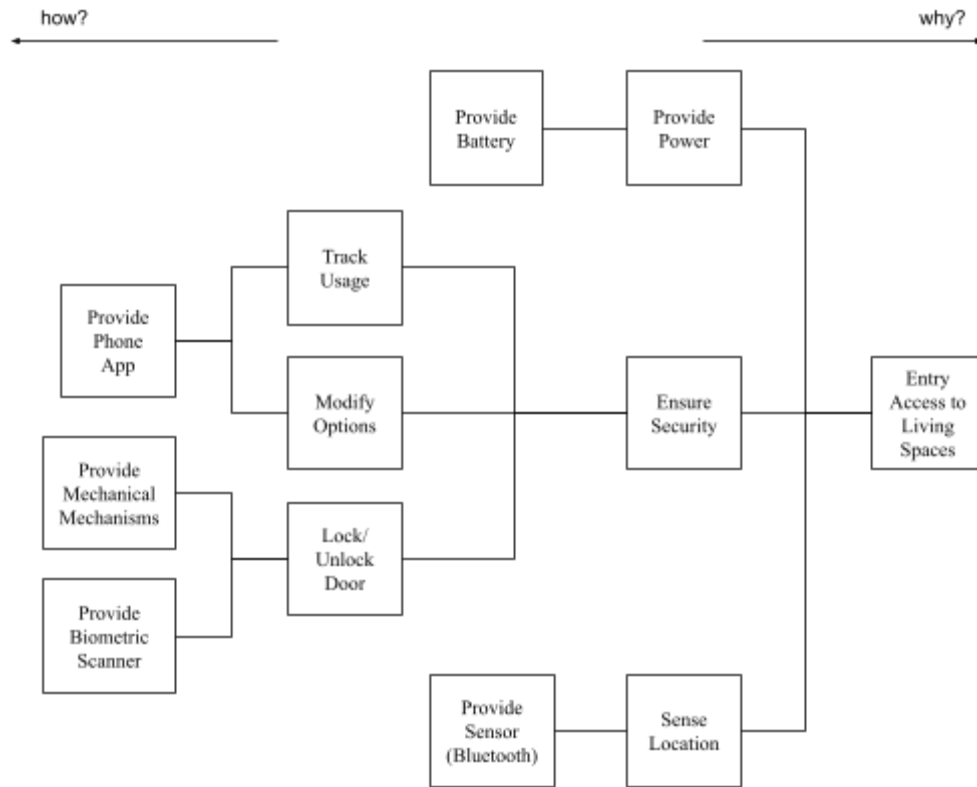 how?
why?
Provide
Battery
Provide
Power
Track
Usage
Provide
Phone
App
Modify
Options
Ensure
Security
Entry
Access to
Living
Spaces
Provide
Mechanical
Mechanisms
Lock/
Unlock
Door
Provide
Biometric
Scanner
Provide
Sensor
(Bluetooth)
Sense
Location